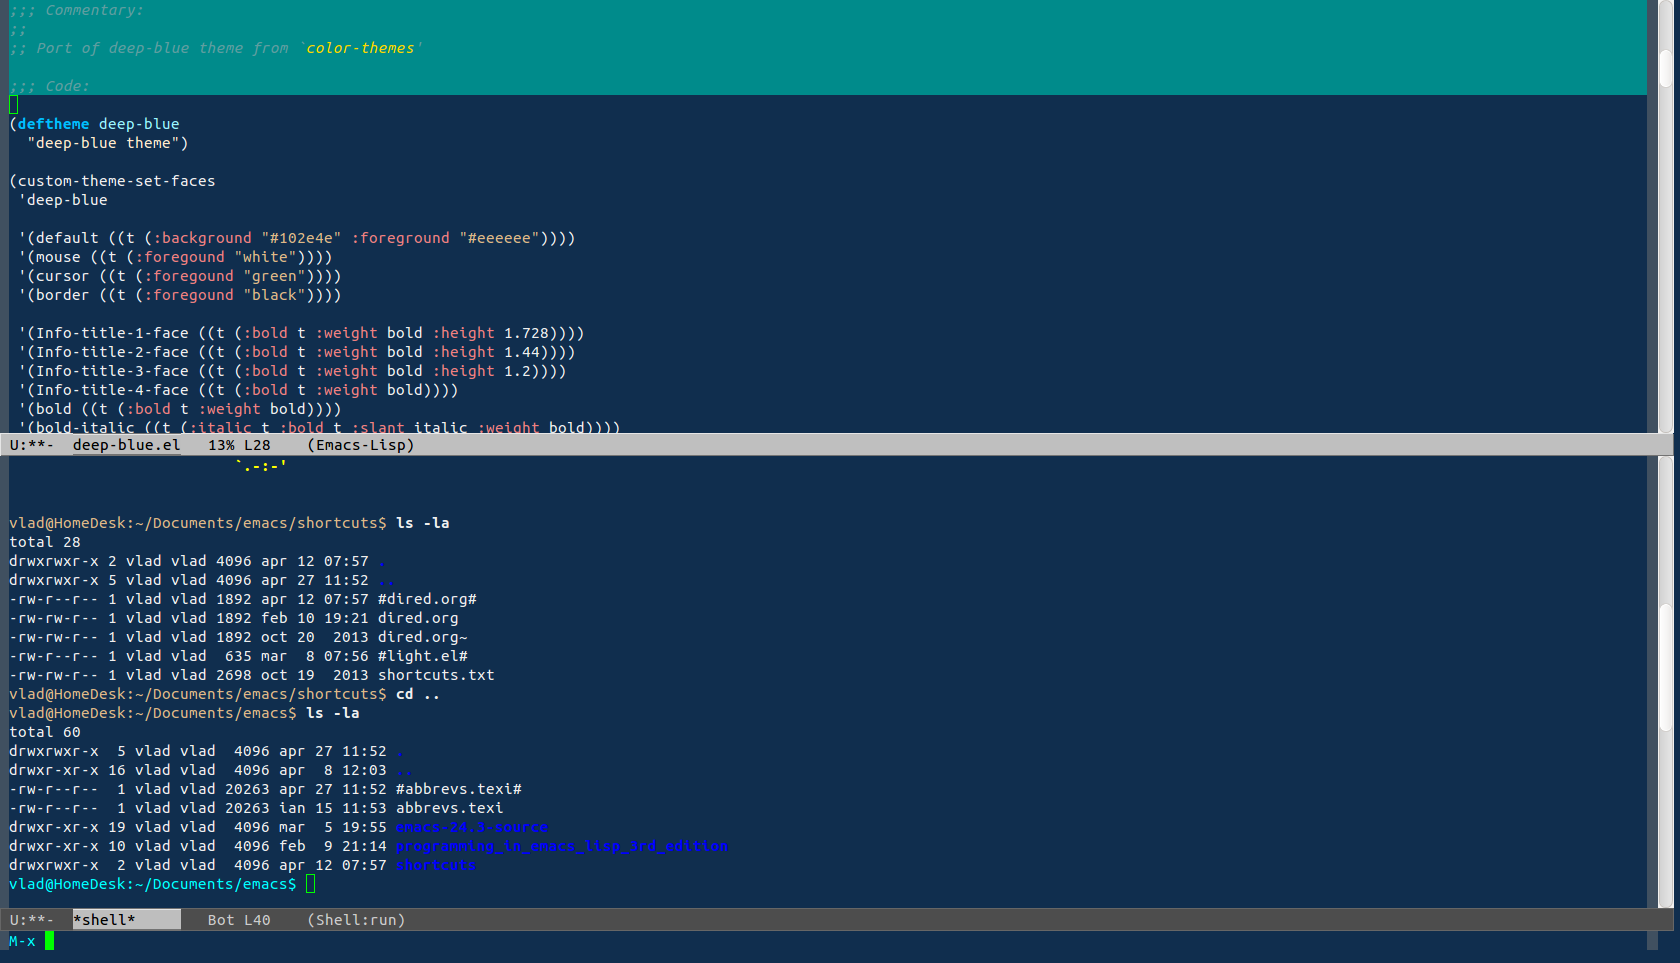 ;;; Commentary:
;;
;; Port of deep-blue theme from `color-themes'
;;; Code:
(deftheme deep-blue
  "deep-blue theme")
(custom-theme-set-faces
 'deep-blue
 '(default ((t (:background "#102e4e" :foreground "#eeeeee"))))
 '(mouse ((t (:foregound "white"))))
 '(cursor ((t (:foregound "green"))))
 '(border ((t (:foregound "black"))))
 '(Info-title-1-face ((t (:bold t :weight bold :height 1.728))))
 '(Info-title-2-face ((t (:bold t :weight bold :height 1.44))))
 '(Info-title-3-face ((t (:bold t :weight bold :height 1.2))))
 '(Info-title-4-face ((t (:bold t :weight bold))))
 '(bold ((t (:bold t :weight bold))))
 '(bold-italic ((t (:italic t :bold t :slant italic :weight bold))))
U:**-  deep-blue.el   13% L28    (Emacs-Lisp)
`.-:-'
vlad@HomeDesk:~/Documents/emacs/shortcuts$ ls -la
total 28
drwxrwxr-x 2 vlad vlad 4096 apr 12 07:57 .
drwxrwxr-x 5 vlad vlad 4096 apr 27 11:52 ..
-rw-r--r-- 1 vlad vlad 1892 apr 12 07:57 #dired.org#
-rw-rw-r-- 1 vlad vlad 1892 feb 10 19:21 dired.org
-rw-rw-r-- 1 vlad vlad 1892 oct 20  2013 dired.org~
-rw-r--r-- 1 vlad vlad  635 mar  8 07:56 #light.el#
-rw-rw-r-- 1 vlad vlad 2698 oct 19  2013 shortcuts.txt
vlad@HomeDesk:~/Documents/emacs/shortcuts$ cd ..
vlad@HomeDesk:~/Documents/emacs$ ls -la
total 60
drwxrwxr-x  5 vlad vlad  4096 apr 27 11:52 .
drwxr-xr-x 16 vlad vlad  4096 apr  8 12:03 ..
-rw-r--r--  1 vlad vlad 20263 apr 27 11:52 #abbrevs.texi#
-rw-r--r--  1 vlad vlad 20263 ian 15 11:53 abbrevs.texi
drwxr-xr-x 19 vlad vlad  4096 mar  5 19:55 emacs-24.3-source
drwxr-xr-x 10 vlad vlad  4096 feb  9 21:14 programming_in_emacs_lisp_3rd_edition
drwxrwxr-x  2 vlad vlad  4096 apr 12 07:57 shortcuts
vlad@HomeDesk:~/Documents/emacs$
U:**-  *shell*        Bot L40    (Shell:run)
M-x